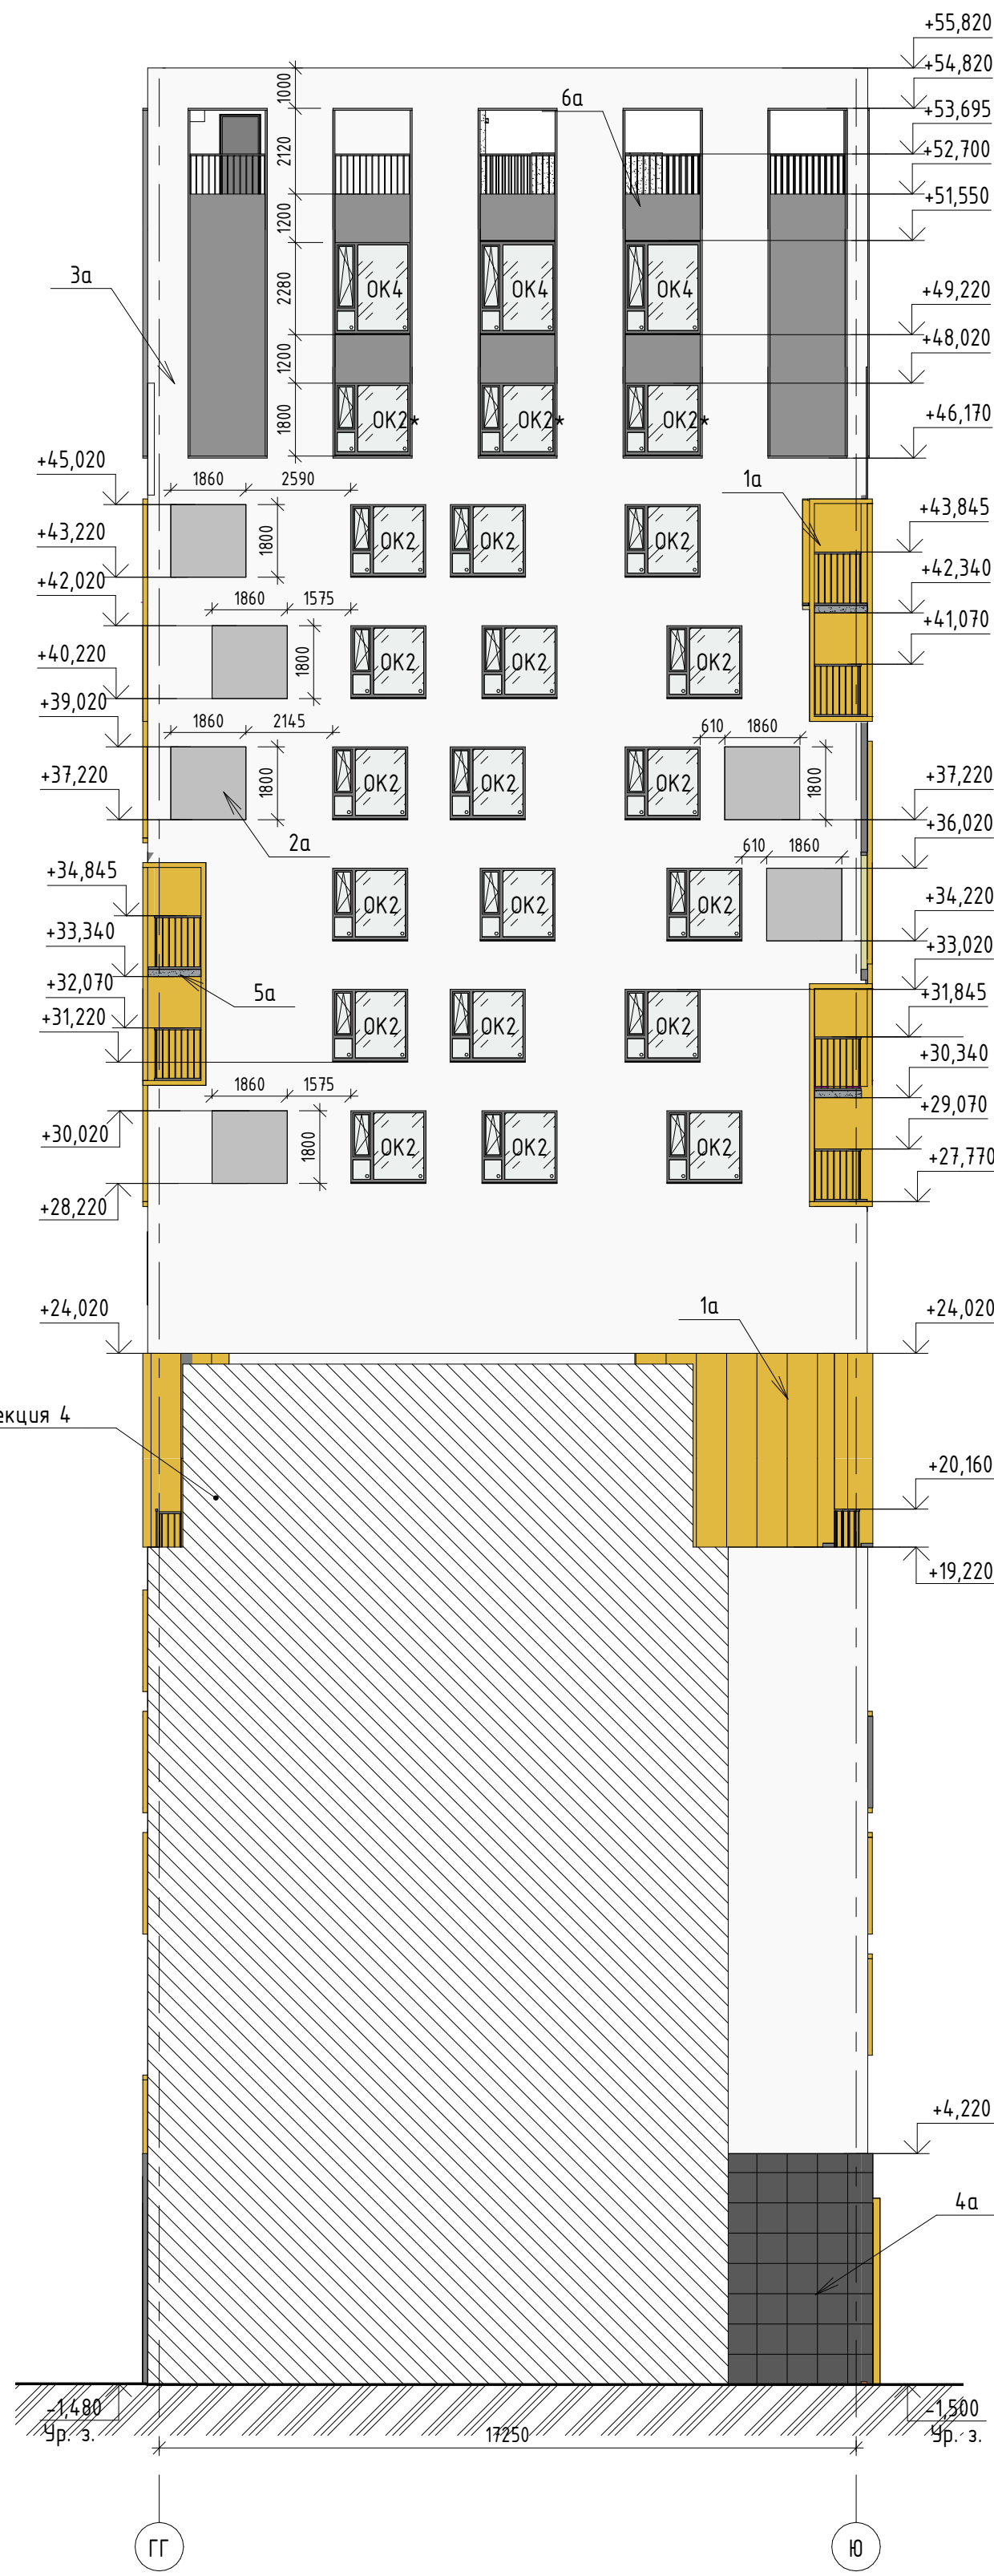 +55,820
+54,820
1000
6а
+53,695
2120
+52,700
1200
+51,550
3а
ОК4 ОК4 ОК4
2280
+49,220
1200
+48,020
1800
ОК2* ОК2* ОК2*
+46,170
+45,020
1860 2590
1а
ОК2 ОК2 ОК2
1800
+43,845
+43,220
+42,020
1860 1575
+42,340
+41,070
ОК2 ОК2 ОК2
1800
+40,220
+39,020
1860 2145
610 1860
ОК2 ОК2 ОК2
1800
1800
+37,220
+37,220
2а
+36,020
610 1860
+34,845
ОК2 ОК2 ОК2
+34,220
+33,340
+33,020
+32,070
5а
+31,845
+31,220
ОК2 ОК2 ОК2
+30,340
1860 1575
+29,070
+30,020
1800
ОК2 ОК2 ОК2
+27,770
+28,220
+24,020
1а
+24,020
екция 4
+20,160
+19,220
+4,220
4а
-1,480
Ур. з.
-1,500
Ур. з.
17250
ГГ
Ю